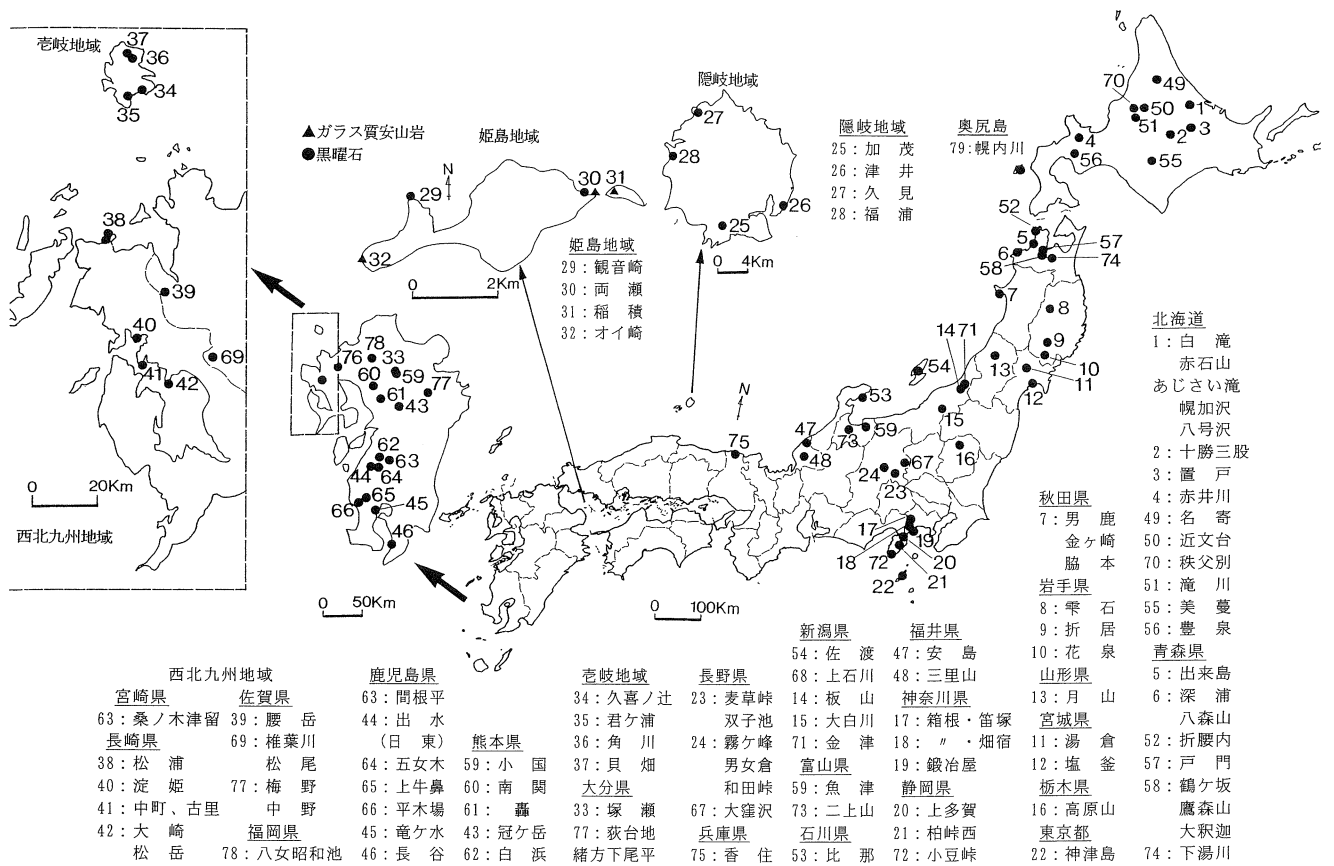 壱岐地域
37
36
34
35
38
39
40
41
42
69
0 20Km
西北九州地域
▲ガラス質安山岩
●黒曜石
姫島地域
N
29
30
31
32
0 2Km
姫島地域
29:観音崎
30:両 瀬
31:稲 積
32:オイ崎
隠岐地域
27
28
26
25
0 4Km
隠岐地域
25:加 茂
26:津 井
27:久 見
28:福 浦
奥尻島
79:幌内川
70
49
50
1
51
2
3
4
56
55
52
5
6
57
58
74
7
8
9
10
11
12
13
14
71
15
16
54
53
73
59
47
48
24
67
23
17
18
19
20
21
72
22
75
N
78
76
33
59
60
61
77
43
62
63
44
64
65
66
45
46
0 50Km
0 100Km
北海道
1:白 滝
赤石山
あじさい滝
幌加沢
八号沢
2:十勝三股
3:置 戸
4:赤井川
49:名 寄
50:近文台
70:秩父別
51:滝 川
55:美 蔓
56:豊 泉
青森県
5:出来島
6:深 浦
八森山
52:折腰内
57:戸 門
58:鶴ケ坂
鷹森山
大釈迦
74:下湯川
秋田県
7:男 鹿
金ヶ崎
脇 本
岩手県
8:雫 石
9:折 居
10:花 泉
山形県
13:月 山
宮城県
11:湯 倉
12:塩 釜
栃木県
16:高原山
東京都
22:神津島
新潟県
54:佐 渡
68:上石川
14:板 山
15:大白川
71:金 津
富山県
59:魚 津
73:二上山
石川県
53:比 那
福井県
47:安 島
48:三里山
神奈川県
17:箱根・笛塚
18: 〃 ・畑宿
19:鍛冶屋
静岡県
20:上多賀
21:柏峠西
72:小豆峠
長野県
23:麦草峠
双子池
24:霧ケ峰
男女倉
和田峠
67:大窪沢
兵庫県
75:香 住
壱岐地域
34:久喜ノ辻
35:君ケ浦
36:角 川
37:貝 畑
大分県
33:塚 瀬
77:荻台地
緒方下尾平
熊本県
59:小 国
60:南 関
61: 轟
43:冠ケ岳
62:白 浜
鹿児島県
63:間根平
44:出 水
(日 東)
64:五女木
65:上牛鼻
66:平木場
45:竜ケ水
46:長 谷
西北九州地域
宮崎県
63:桑ノ木津留
長崎県
38:松 浦
40:淀 姫
41:中町、古里
42:大 崎
松 岳
佐賀県
39:腰 岳
69:椎葉川
松 尾
77:梅 野
中 野
福岡県
78:八女昭和池